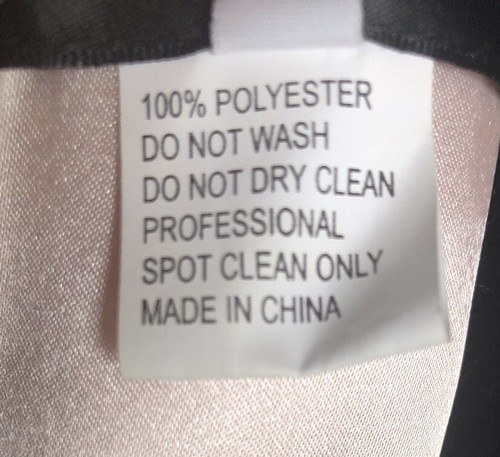 100% POLYESTER
DO NOT WASH
DO NOT DRY CLEAN
PROFESSIONAL
SPOT CLEAN ONLY
MADE IN CHINA